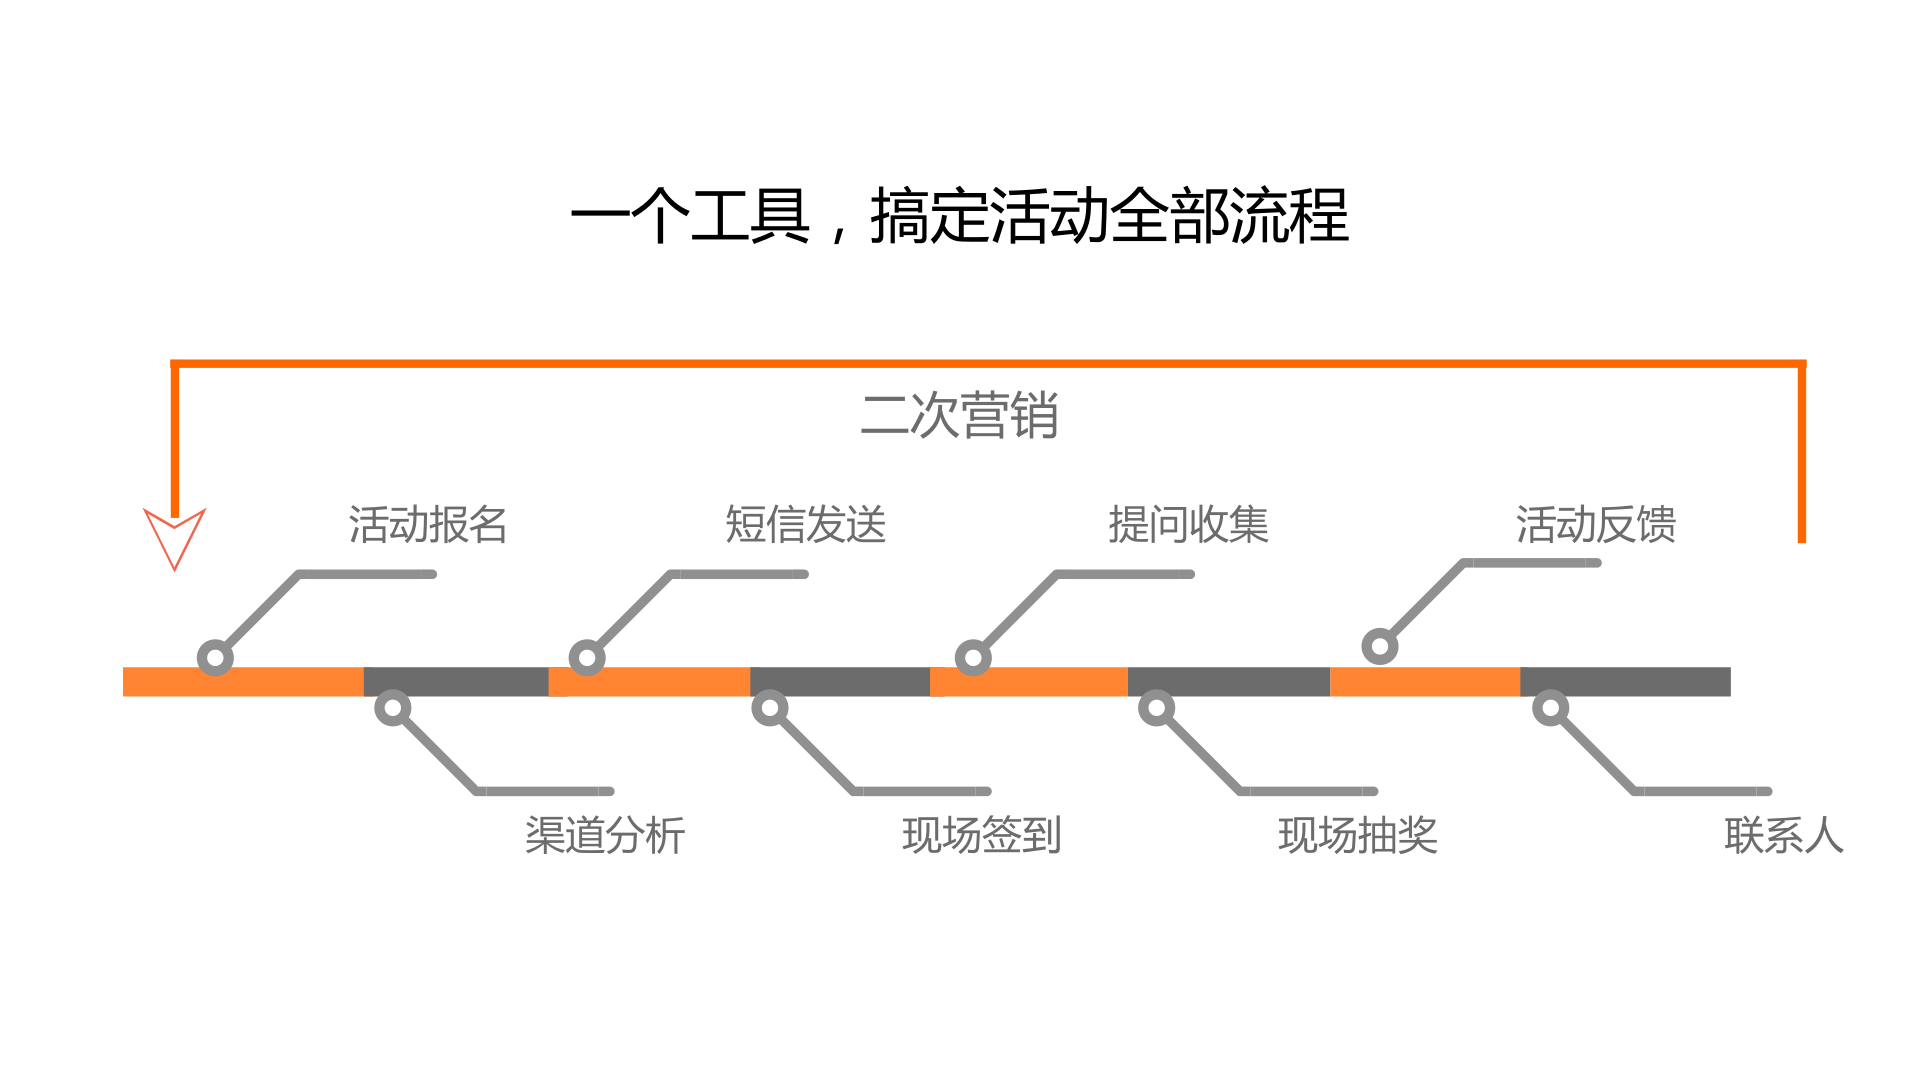 一个工具，搞定活动全部流程
二次营销
活动报名
短信发送
提问收集
活动反馈
渠道分析
现场签到
现场抽奖
联系人